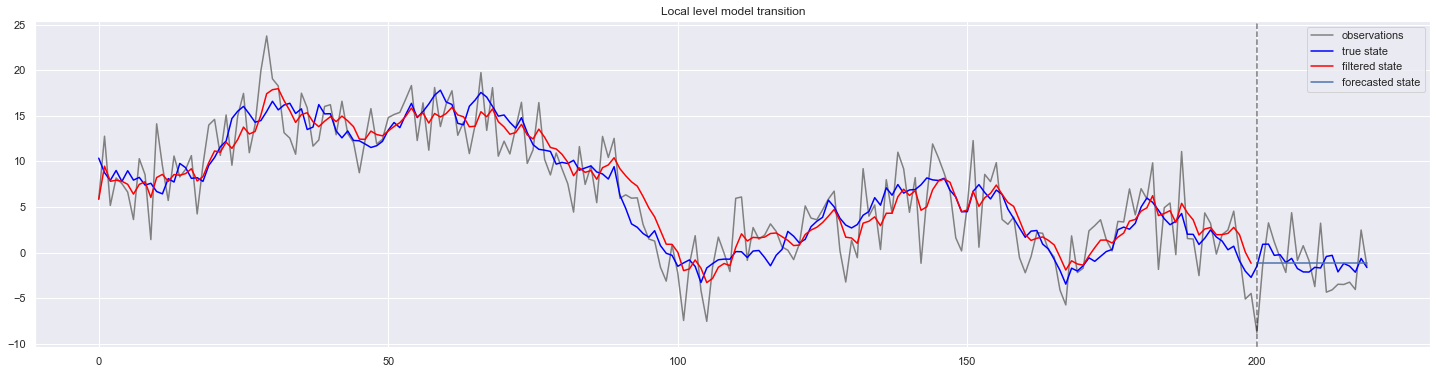 Local level model transition
25
20
15
10
5
0
−5
−10
0
50
100
150
200
observations
true state
filtered state
forecasted state